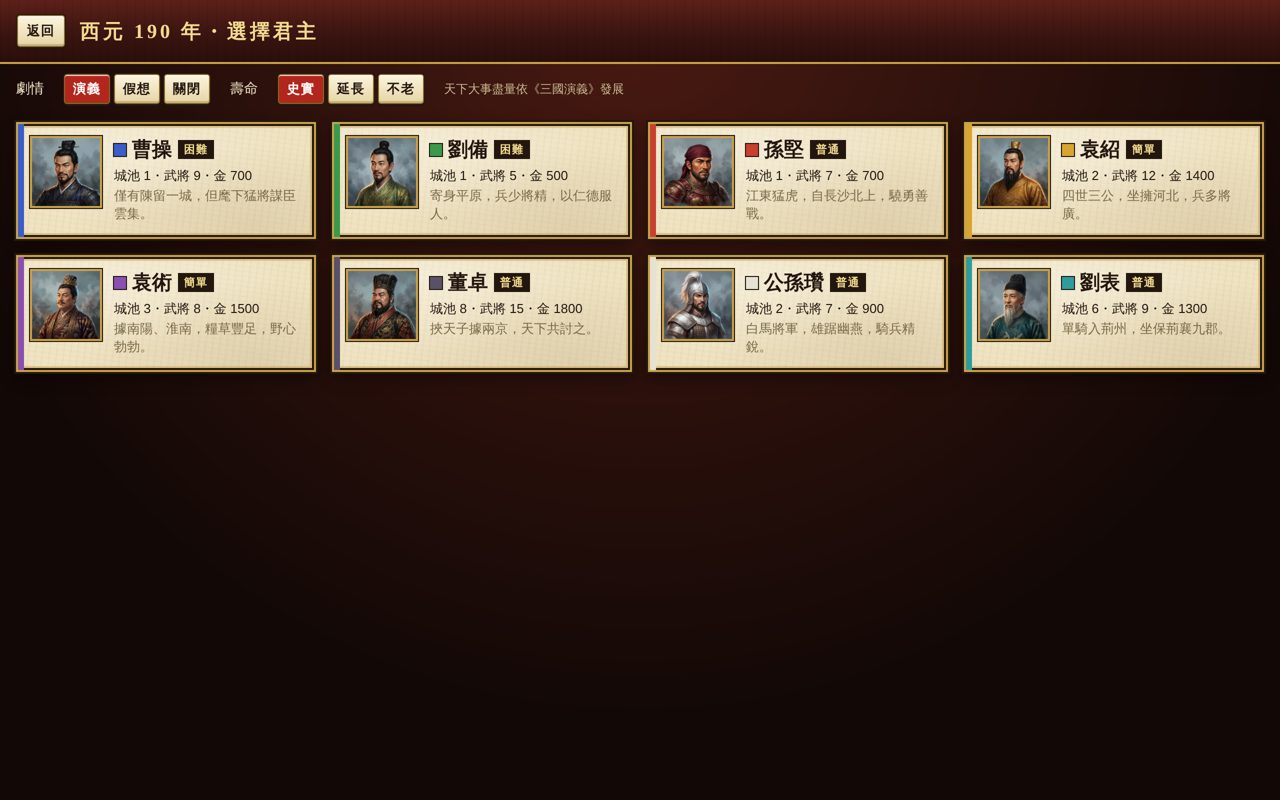 返回
西元 190 年・選擇君主
劇情 演義 假想 關閉 壽命 史實 延長 不老 天下大事盡量依《三國演義》發展
曹操 困難
城池 1・武將 9・金 700
僅有陳留一城，但麾下猛將謀臣
雲集。
劉備 困難
城池 1・武將 5・金 500
寄身平原，兵少將精，以仁德服
人。
孫堅 普通
城池 1・武將 7・金 700
江東猛虎，自長沙北上，驍勇善
戰。
袁紹 簡單
城池 2・武將 12・金 1400
四世三公，坐擁河北，兵多將
廣。
袁術 簡單
城池 3・武將 8・金 1500
據南陽、淮南，糧草豐足，野心
勃勃。
董卓 普通
城池 8・武將 15・金 1800
挾天子據兩京，天下共討之。
公孫瓚 普通
城池 2・武將 7・金 900
白馬將軍，雄踞幽燕，騎兵精
銳。
劉表 普通
城池 6・武將 9・金 1300
單騎入荊州，坐保荊襄九郡。